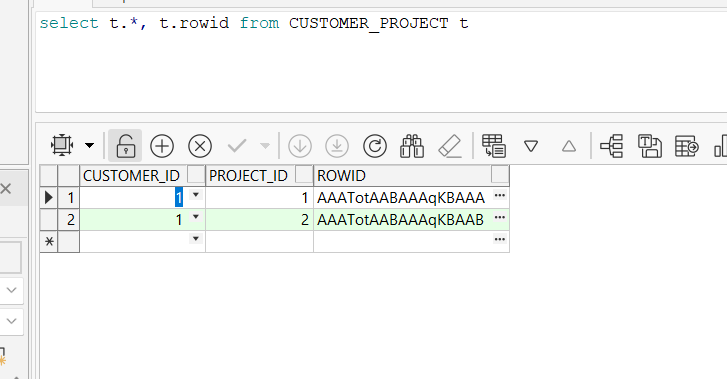 select t.*, t.rowid from CUSTOMER_PROJECT t
CUSTOMER_ID PROJECT_ID ROWID
1 1 1 AAATotAABAAAqKBAAA ...
2 1 2 AAATotAABAAAqKBAAB ...
* ...